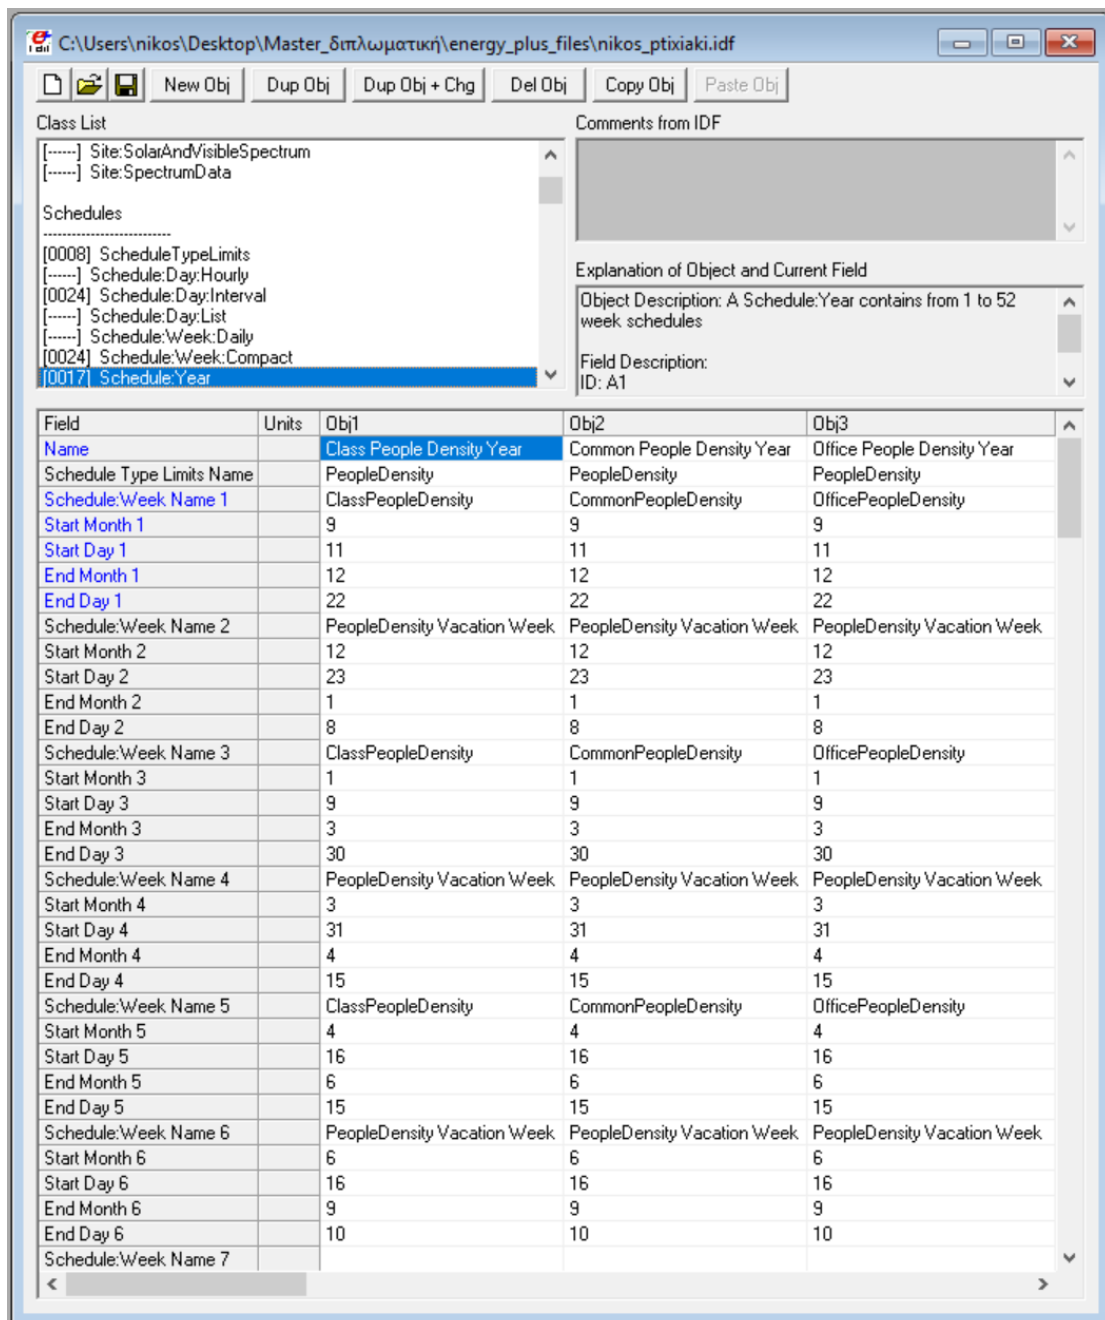 C:\Users\nikos\Desktop\Master_διπλωματική\energy_plus_files\nikos_ptixiaki.idf
New Obj Dup Obj Dup Obj + Chg Del Obj Copy Obj Paste Obj
Class List
[------] Site:SolarAndVisibleSpectrum
[------] Site:SpectrumData
Schedules
--------------------------
[0008] ScheduleTypeLimits
[------] Schedule:Day:Hourly
[0024] Schedule:Day:Interval
[------] Schedule:Day:List
[------] Schedule:Week:Daily
[0024] Schedule:Week:Compact
[0017] Schedule:Year
Comments from IDF
Explanation of Object and Current Field
Object Description: A Schedule:Year contains from 1 to 52
week schedules
Field Description:
ID: A1
Field Units Obj1 Obj2 Obj3
Name Class People Density Year Common People Density Year Office People Density Year
Schedule Type Limits Name PeopleDensity PeopleDensity PeopleDensity
Schedule:Week Name 1 ClassPeopleDensity CommonPeopleDensity OfficePeopleDensity
Start Month 1 9 9 9
Start Day 1 11 11 11
End Month 1 12 12 12
End Day 1 22 22 22
Schedule:Week Name 2 PeopleDensity Vacation Week PeopleDensity Vacation Week PeopleDensity Vacation Week
Start Month 2 12 12 12
Start Day 2 23 23 23
End Month 2 1 1 1
End Day 2 8 8 8
Schedule:Week Name 3 ClassPeopleDensity CommonPeopleDensity OfficePeopleDensity
Start Month 3 1 1 1
Start Day 3 9 9 9
End Month 3 3 3 3
End Day 3 30 30 30
Schedule:Week Name 4 PeopleDensity Vacation Week PeopleDensity Vacation Week PeopleDensity Vacation Week
Start Month 4 3 3 3
Start Day 4 31 31 31
End Month 4 4 4 4
End Day 4 15 15 15
Schedule:Week Name 5 ClassPeopleDensity CommonPeopleDensity OfficePeopleDensity
Start Month 5 4 4 4
Start Day 5 16 16 16
End Month 5 6 6 6
End Day 5 15 15 15
Schedule:Week Name 6 PeopleDensity Vacation Week PeopleDensity Vacation Week PeopleDensity Vacation Week
Start Month 6 6 6 6
Start Day 6 16 16 16
End Month 6 9 9 9
End Day 6 10 10 10
Schedule:Week Name 7